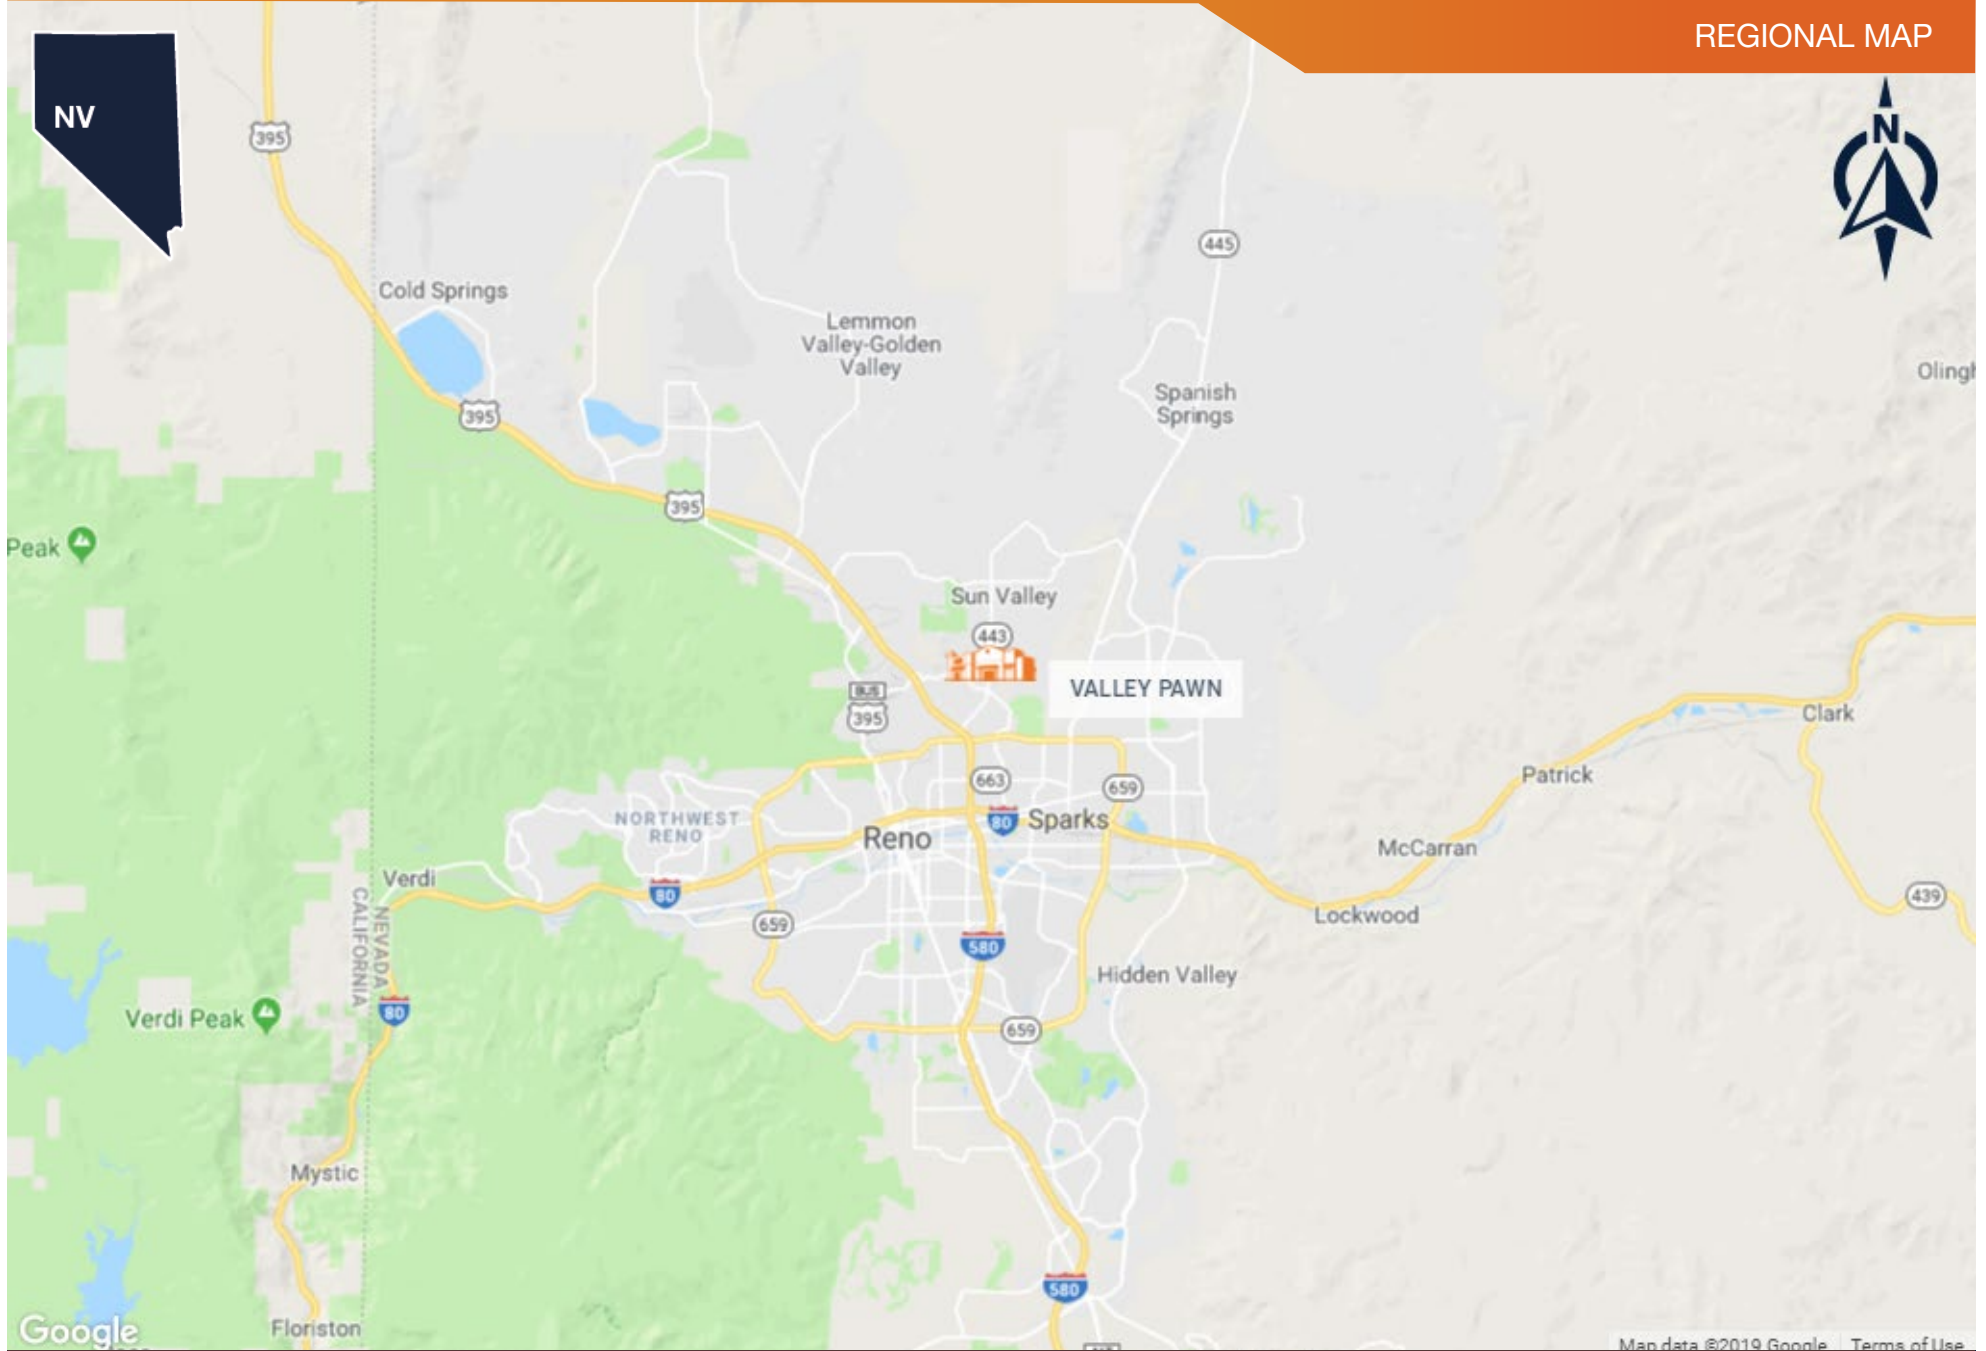 REGIONAL MAP
NV
N
395
445
Cold Springs
Lemmon
Valley-Golden
Valley
Spanish
Springs
395
395
Peak
Sun Valley
443
VALLEY PAWN
BUS
395
Clark
Patrick
663
659
NORTHWEST
RENO
Reno
80
Sparks
McCarran
Verdi
80
439
Lockwood
659
580
NEVADA
CALIFORNIA
Hidden Valley
80
Verdi Peak
659
Mystic
580
Floriston
Google
Map data ©2019 Google
Terms of Use